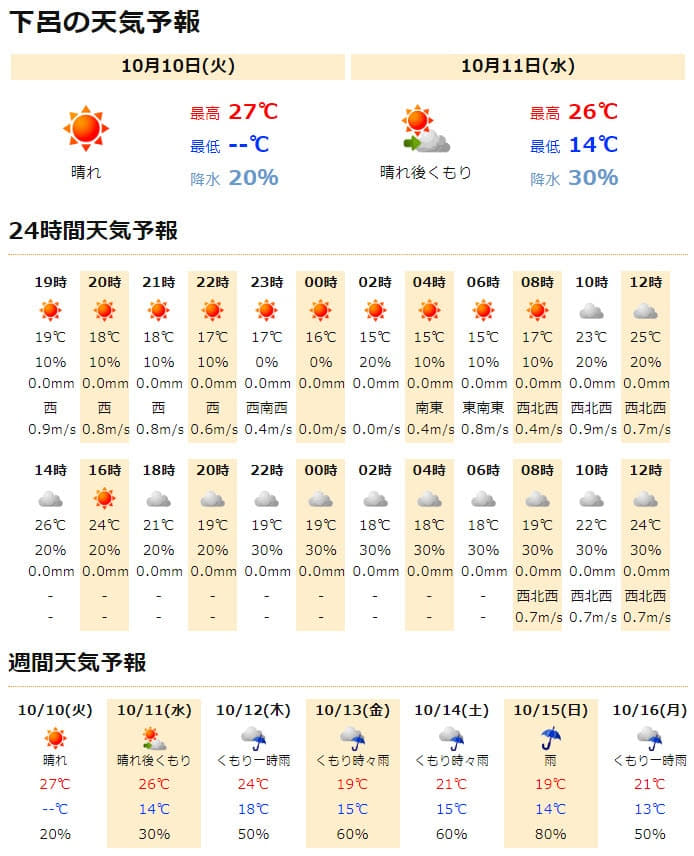 下呂の天気予報
10月10日(火) 10月11日(水)
最高 27℃ 最高 26℃
最低 --℃ 最低 14℃
晴れ 晴れ後くもり
降水 20% 降水 30%
24時間天気予報
19時 20時 21時 22時 23時 00時 02時 04時 06時 08時 10時 12時
19℃ 18℃ 18℃ 17℃ 17℃ 16℃ 15℃ 15℃ 15℃ 17℃ 23℃ 25℃
10% 10% 10% 10% 0% 0% 20% 10% 10% 10% 20% 20%
0.0mm 0.0mm 0.0mm 0.0mm 0.0mm 0.0mm 0.0mm 0.0mm 0.0mm 0.0mm 0.0mm 0.0mm
西 西 西 西 西南西 南東 東南東 西北西 西北西 西北西
0.9m/s 0.8m/s 0.8m/s 0.6m/s 0.4m/s 0.0m/s 0.0m/s 0.4m/s 0.8m/s 0.4m/s 0.9m/s 0.7m/s
14時 16時 18時 20時 22時 00時 02時 04時 06時 08時 10時 12時
26℃ 24℃ 21℃ 19℃ 19℃ 19℃ 18℃ 18℃ 18℃ 19℃ 22℃ 24℃
20% 20% 20% 20% 30% 30% 30% 30% 30% 30% 30% 30%
0.0mm 0.0mm 0.0mm 0.0mm 0.0mm 0.0mm 0.0mm 0.0mm 0.0mm 0.0mm 0.0mm 0.0mm
- - - - - - - - - 西北西 西北西 西北西
- - - - - - - - - 0.7m/s 0.7m/s 0.7m/s
週間天気予報
10/10(火) 10/11(水) 10/12(木) 10/13(金) 10/14(土) 10/15(日) 10/16(月)
晴れ 晴れ後くもり くもり一時雨 くもり時々雨 くもり時々雨 雨 くもり一時雨
27℃ 26℃ 24℃ 19℃ 21℃ 19℃ 21℃
--℃ 14℃ 18℃ 15℃ 15℃ 14℃ 13℃
20% 30% 50% 60% 60% 80% 50%